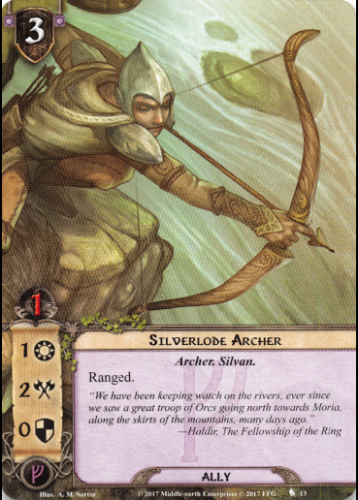 3
1
SILVERLODE ARCHER
Archer. Silvan.
1
Ranged.
2
"We have been keeping watch on the rivers, ever since
we saw a great troop of Orcs going north towards Moria,
along the skirts of the mountains, many days ago."
0
—Haldir, The Fellowship of the Ring
ALLY
Illus. A. M. Sartor
© 2017 Middle-earth Enterprises © 2017 FFG
13